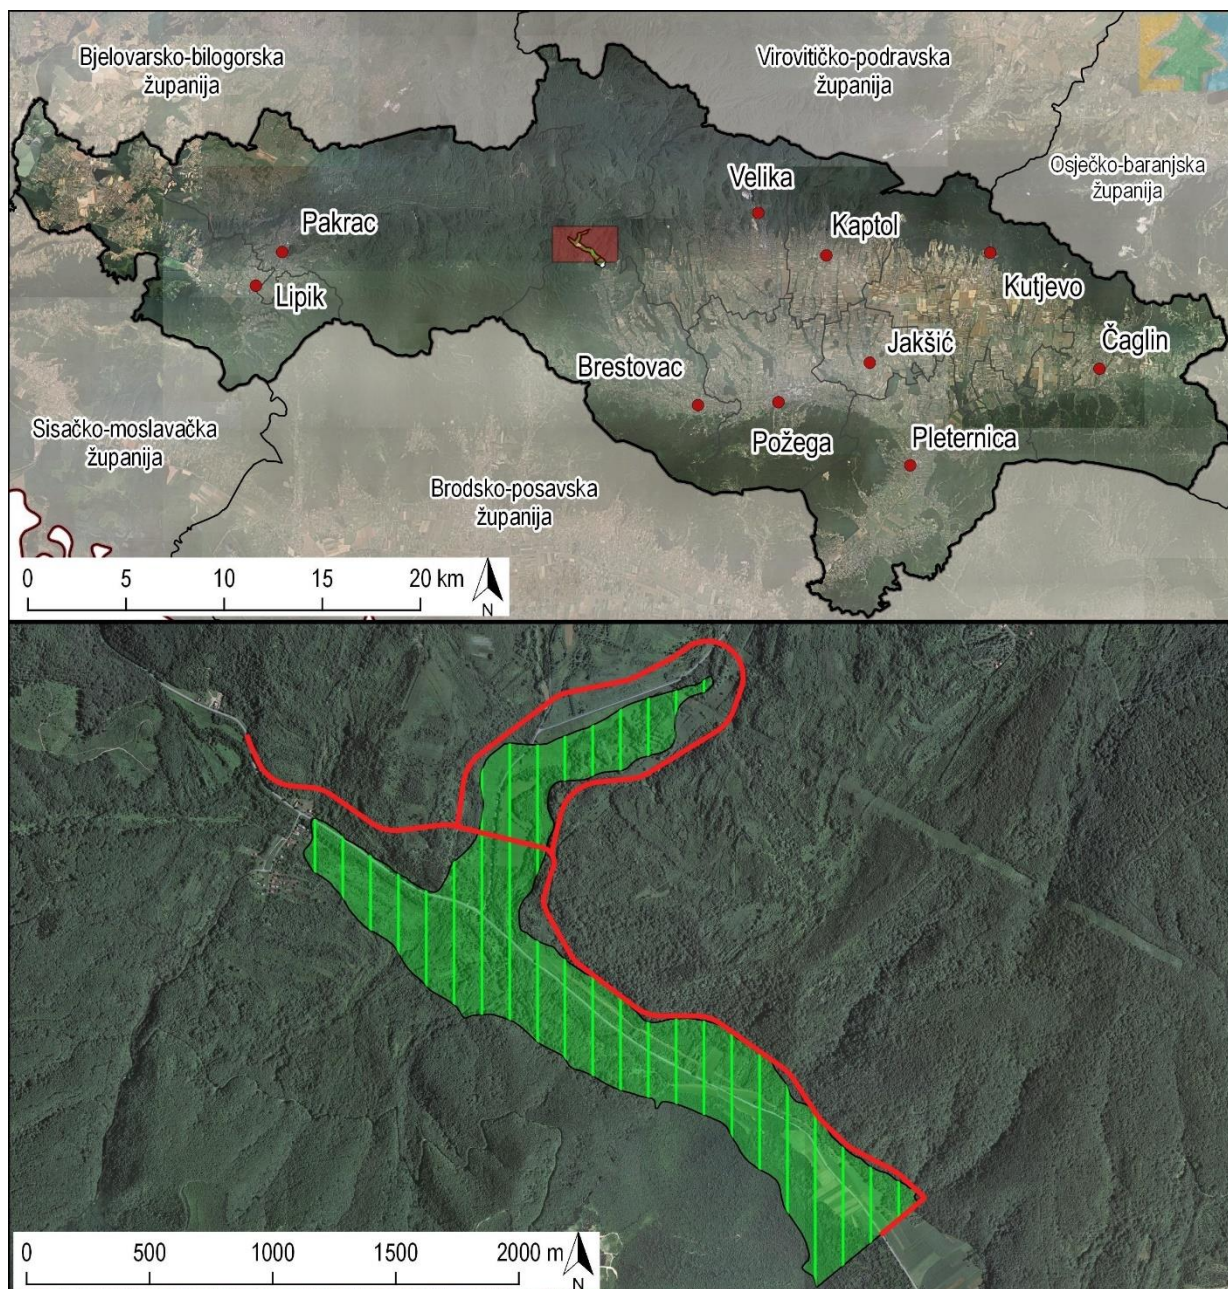 Bjelovarsko-bilogorska
županija
Virovitičko-podravska
županija
Osječko-baranjska
županija
Velika
Pakrac
Kaptol
Kutjevo
Lipik
Jakšić
Čaglin
Brestovac
Sisačko-moslavačka
županija
Požega
Pleternica
Brodsko-posavska
županija
0 5 10 15 20 km
N
0 500 1000 1500 2000 m
N